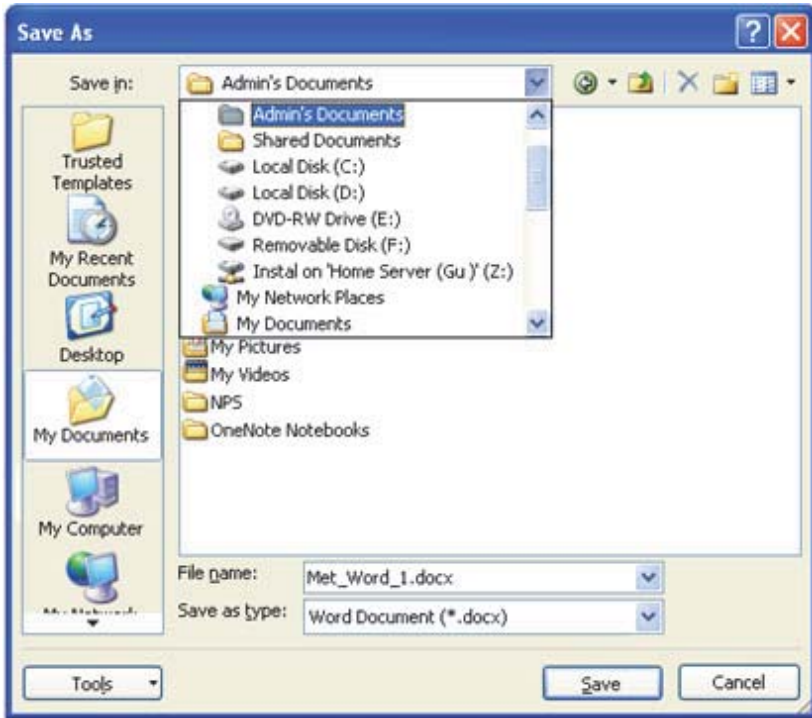 Save As
Save in:
Admin's Documents
Admin's Documents
Shared Documents
Local Disk (C:)
Local Disk (D:)
DVD-RW Drive (E:)
Removable Disk (F:)
Instal on 'Home Server (Gu )' (Z:)
My Network Places
My Documents
My Pictures
My Videos
NPS
OneNote Notebooks
Trusted
Templates
My Recent
Documents
Desktop
My Documents
My Computer
File name:
Met_Word_1.docx
Save as type:
Word Document (*.docx)
Tools
Save
Cancel